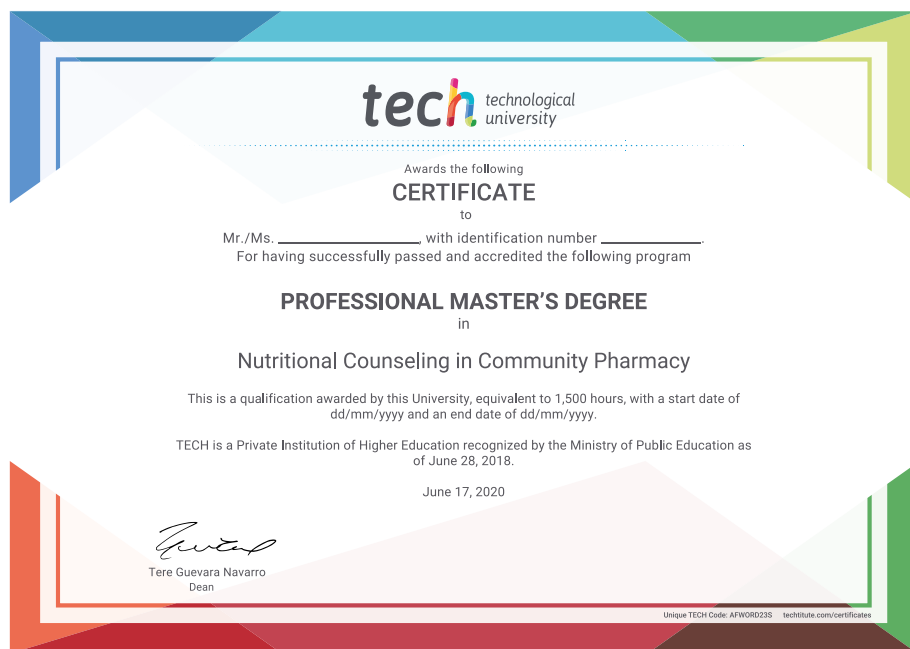 tech technological
university
Awards the following
CERTIFICATE
to
Mr./Ms. ____________________, with identification number ______________.
For having successfully passed and accredited the following program
PROFESSIONAL MASTER'S DEGREE
in
Nutritional Counseling in Community Pharmacy
This is a qualification awarded by this University, equivalent to 1,500 hours, with a start date of
dd/mm/yyyy and an end date of dd/mm/yyyy.
TECH is a Private Institution of Higher Education recognized by the Ministry of Public Education as
of June 28, 2018.
June 17, 2020
Tere Guevara Navarro
Dean
Unique TECH Code: AFWORD23S techtitute.com/certificates